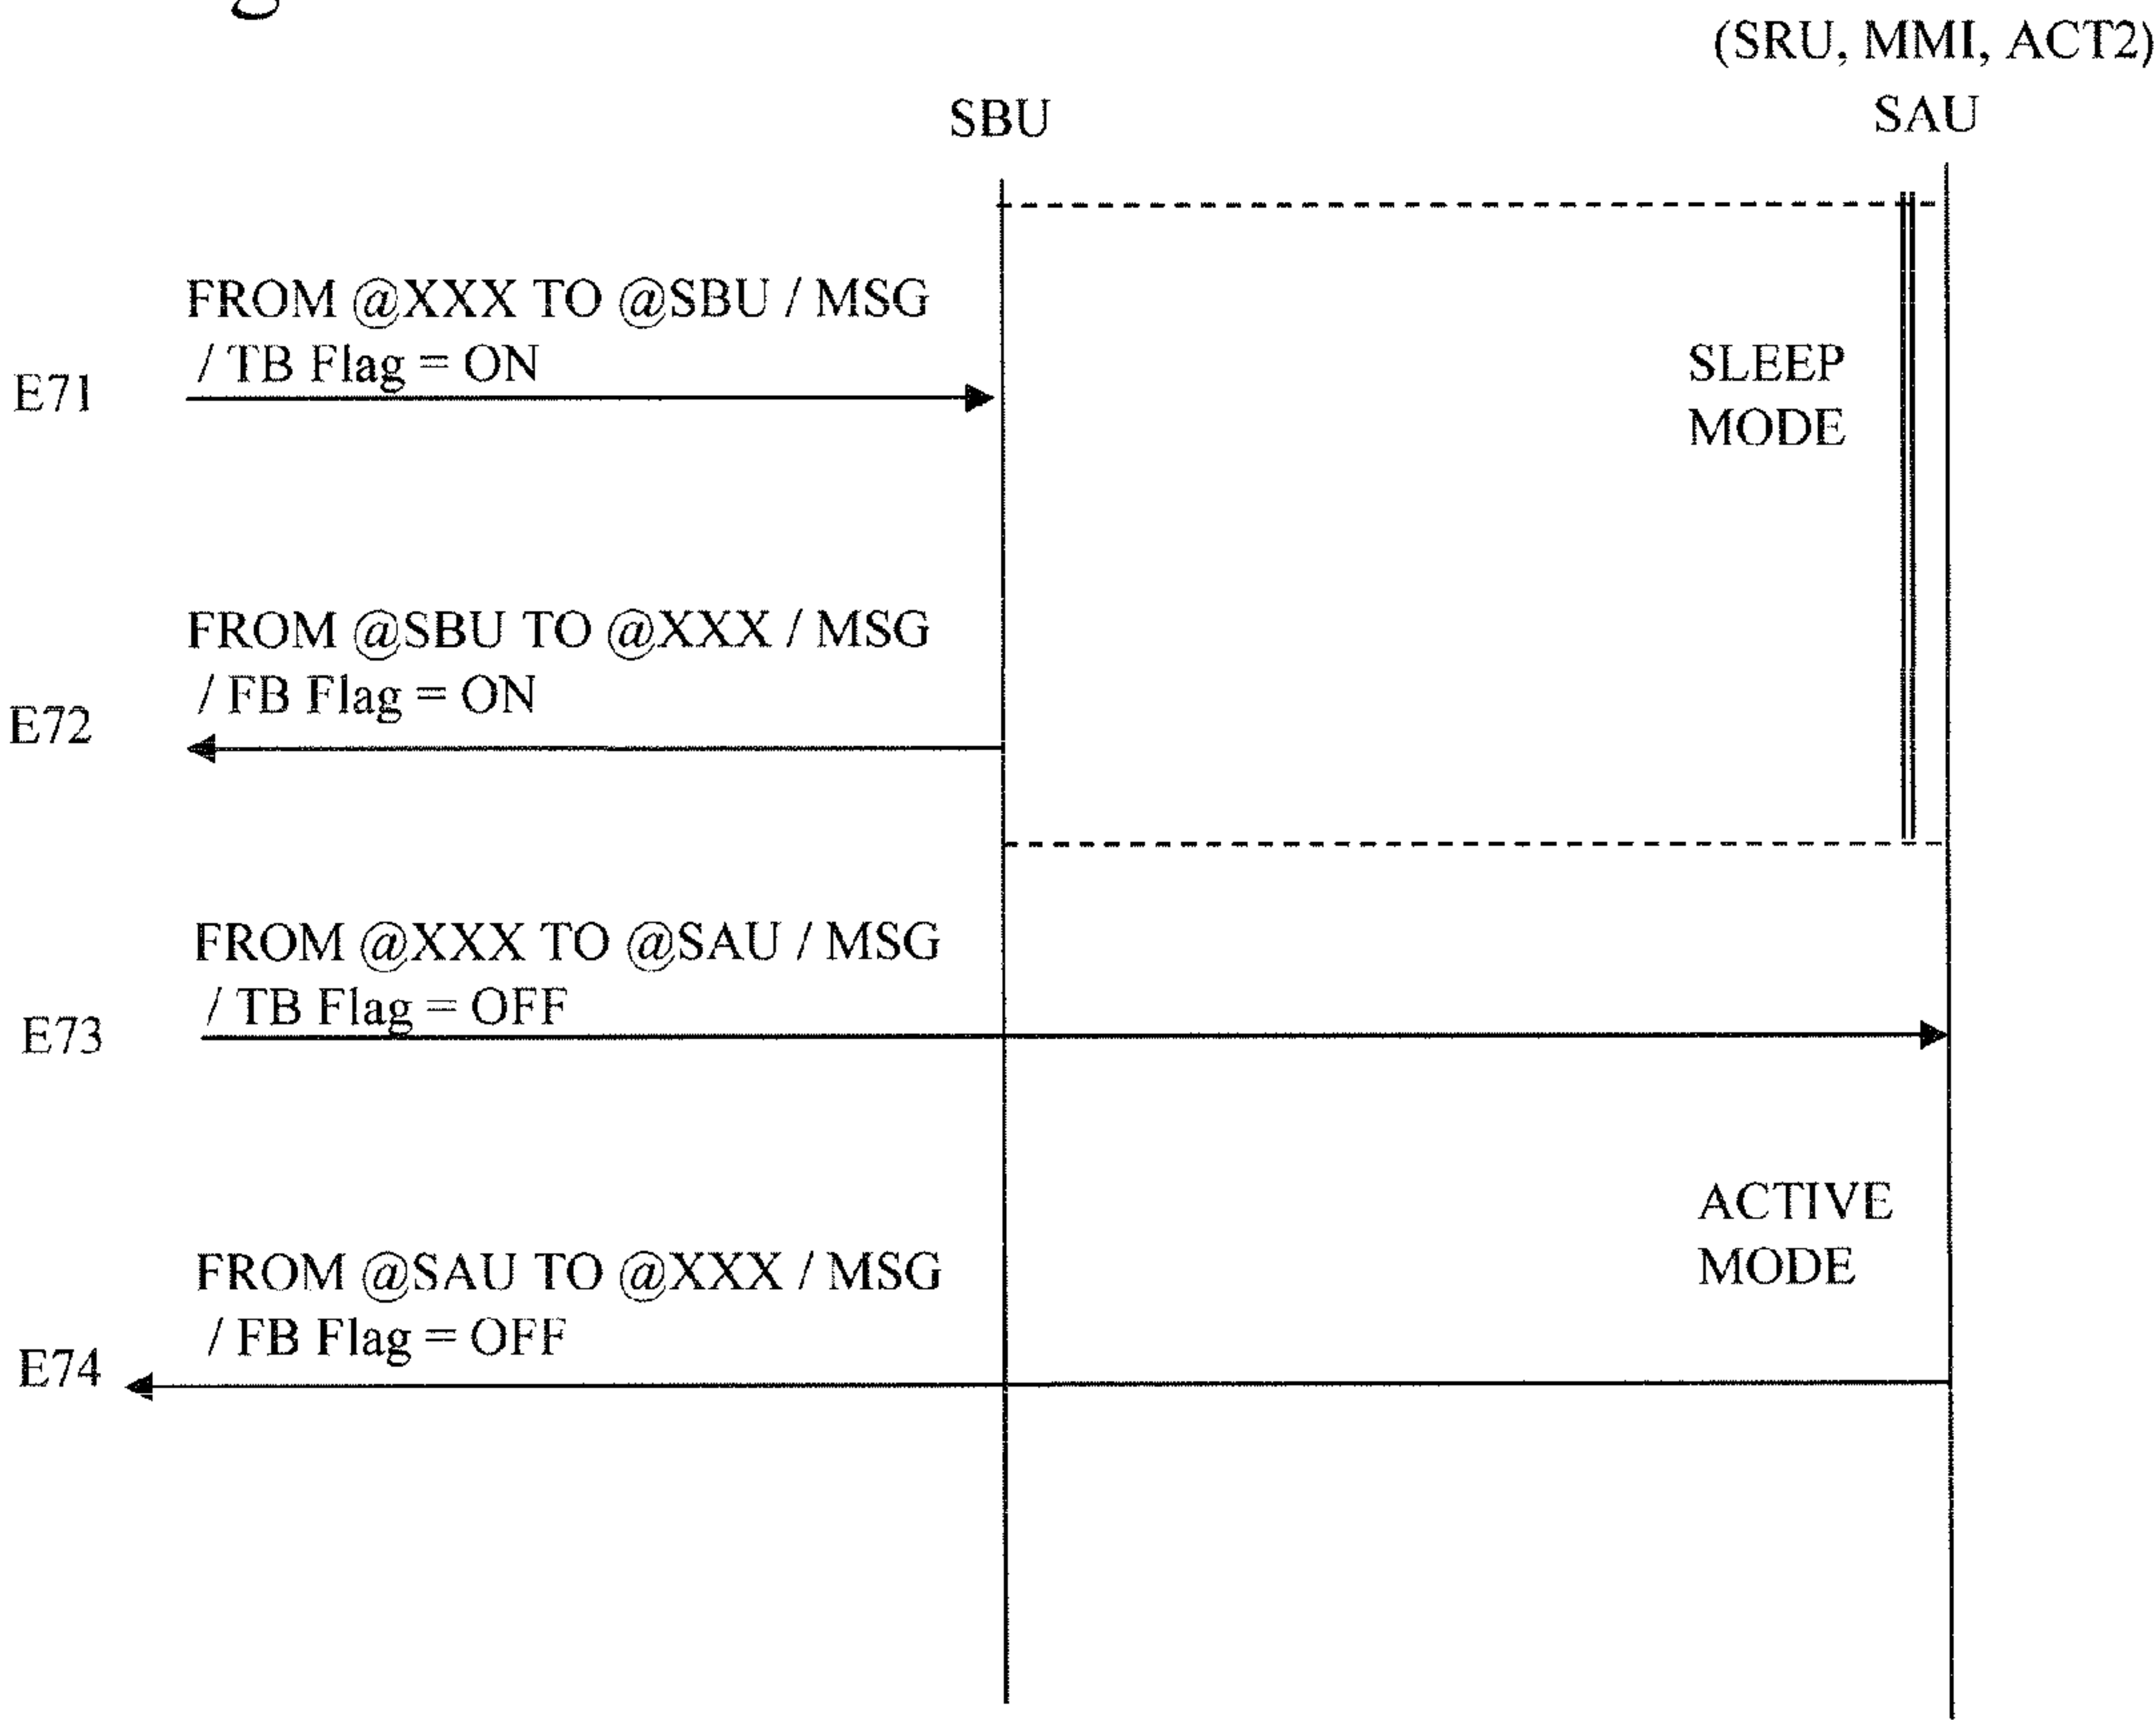 (SRU, MMI, ACT2)
SBU
SAU
FROM @XXX TO @SBU / MSG
/ TB Flag = ON
E71
SLEEP
MODE
FROM @SBU TO @XXX / MSG
/ FB Flag = ON
E72
FROM @XXX TO @SAU / MSG
/ TB Flag = OFF
E73
ACTIVE
MODE
FROM @SAU TO @XXX / MSG
/ FB Flag = OFF
E74